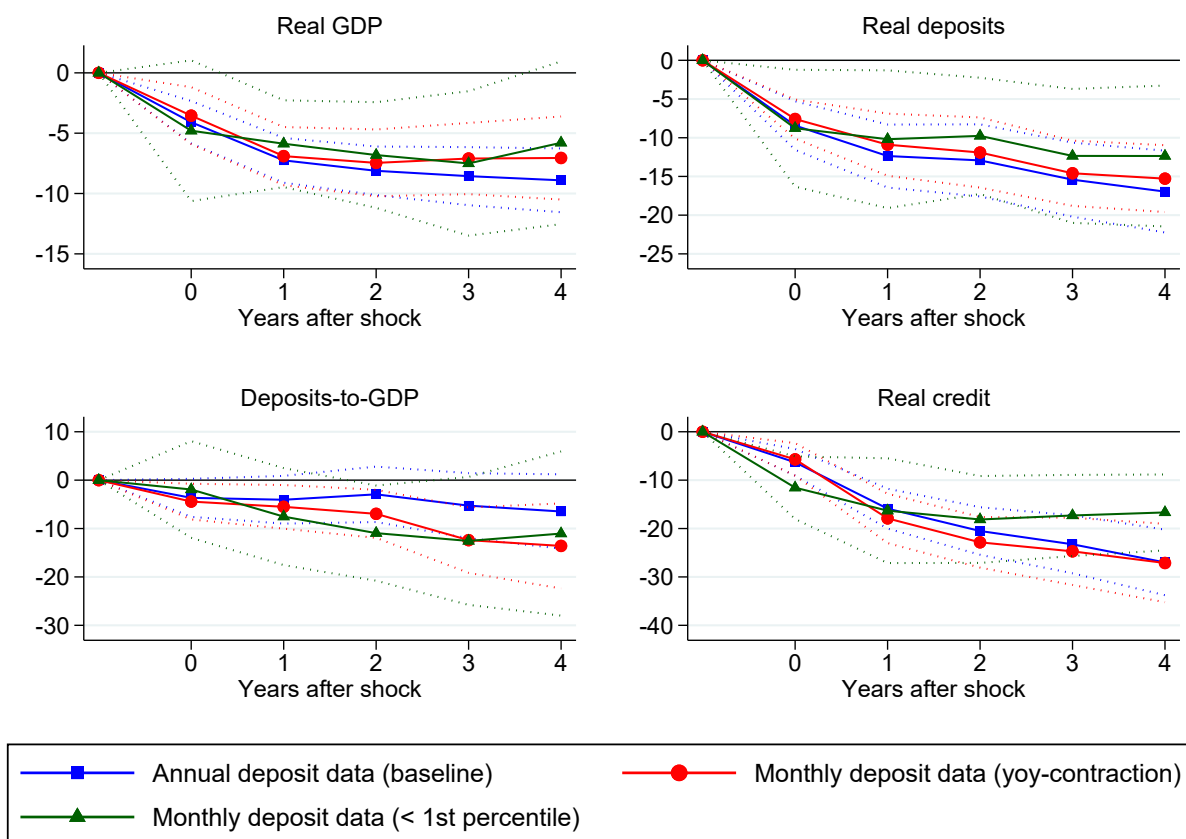 Real GDP
0
-5
-10
-15
0 1 2 3 4
Years after shock
Real deposits
0
-5
-10
-15
-20
-25
0 1 2 3 4
Years after shock
Deposits-to-GDP
10
0
-10
-20
-30
0 1 2 3 4
Years after shock
Real credit
0
-10
-20
-30
-40
0 1 2 3 4
Years after shock
Annual deposit data (baseline)
Monthly deposit data (yoy-contraction)
Monthly deposit data (< 1st percentile)